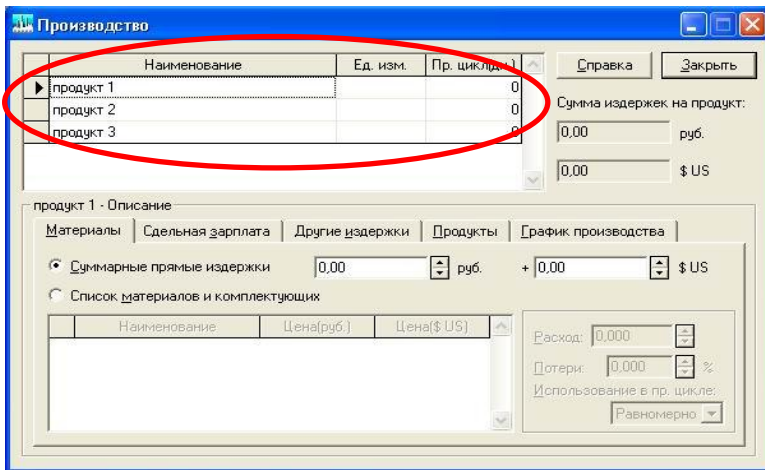 Производство
Наименование Ед. изм. Пр. цикл(дн.) Справка Закрыть
продукт 1 0
продукт 2 0 Сумма издержек на продукт:
продукт 3 0 0,00 руб.
0,00 $ US
продукт 1 - Описание
Материалы Сдельная зарплата Другие издержки Продукты График производства
Суммарные прямые издержки 0,00 руб. + 0,00 $ US
Список материалов и комплектующих
Наименование Цена(руб.) Цена($ US)
Расход: 0,000
Потери: 0,000 %
Использование в пр. цикле:
Равномерно